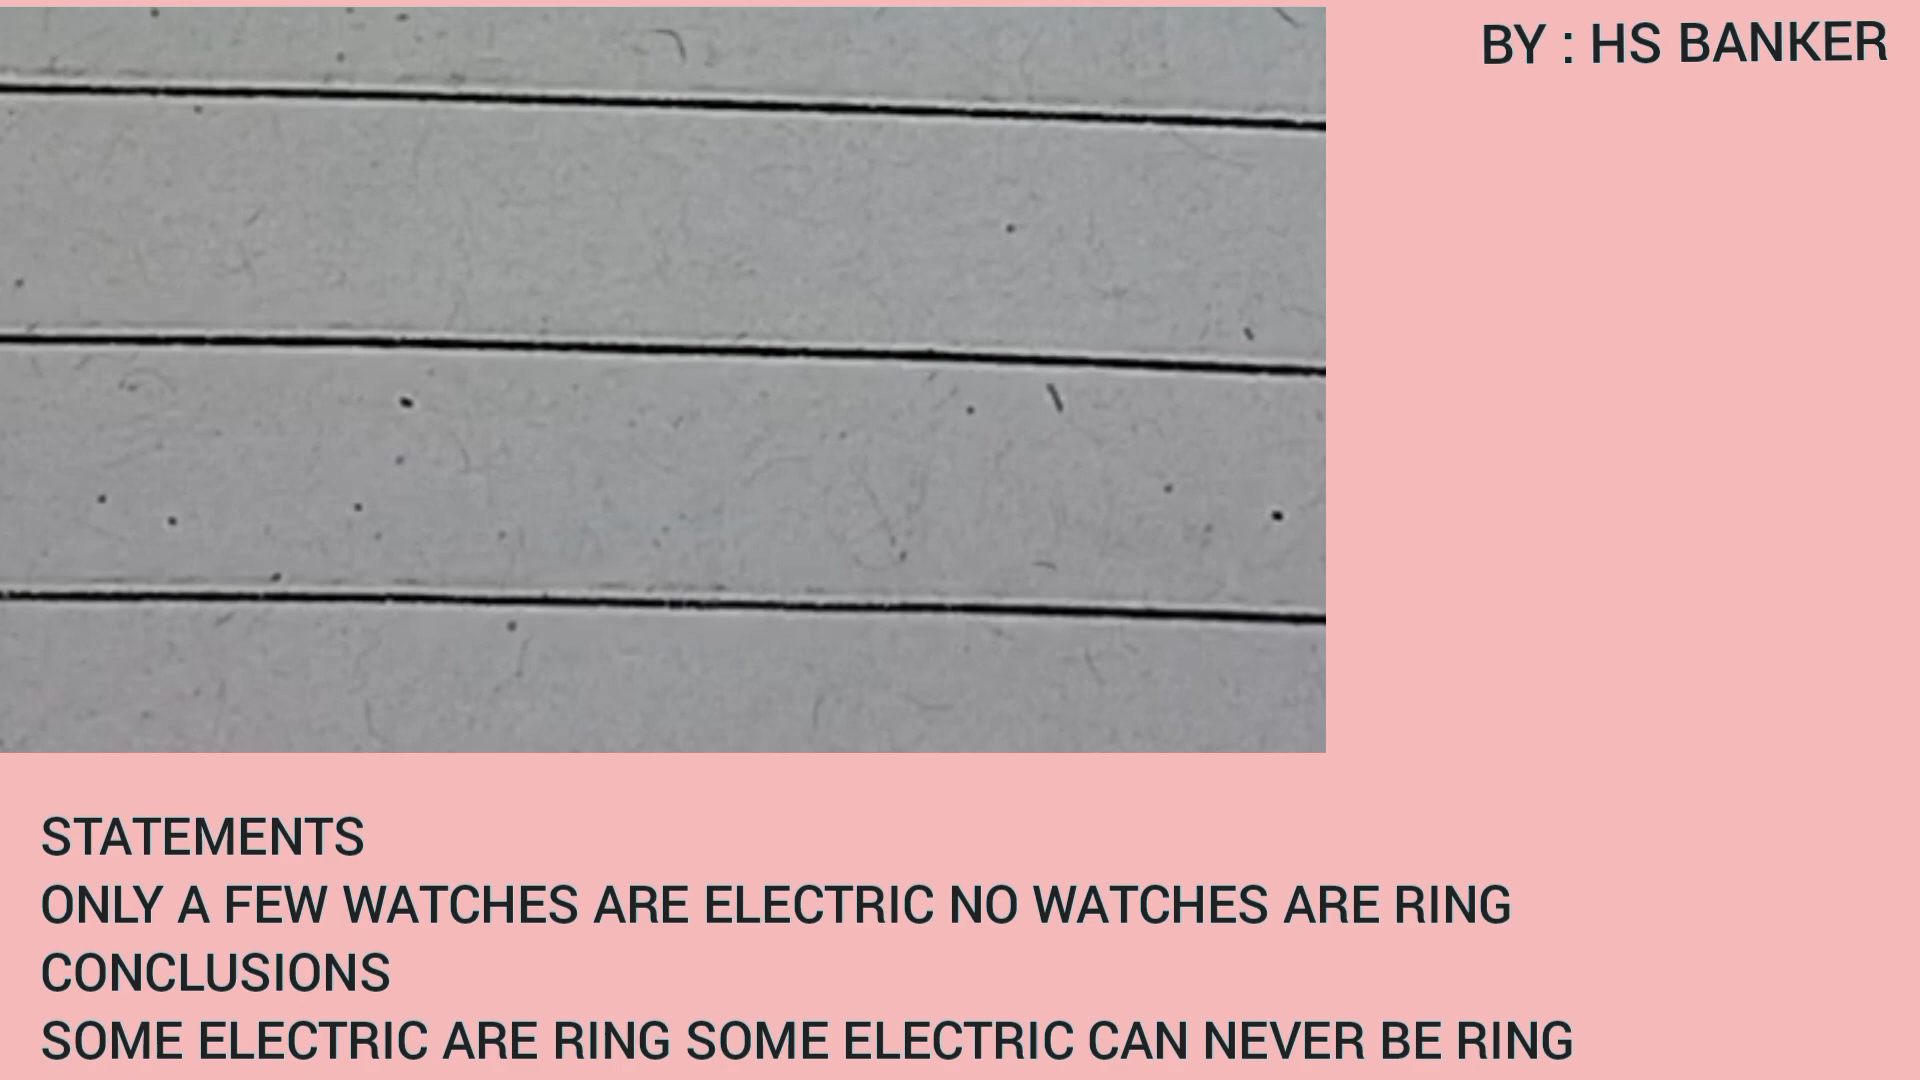 BY : HS BANKER
STATEMENTS
ONLY A FEW WATCHES ARE ELECTRIC NO WATCHES ARE RING
CONCLUSIONS
SOME ELECTRIC ARE RING SOME ELECTRIC CAN NEVER BE RING